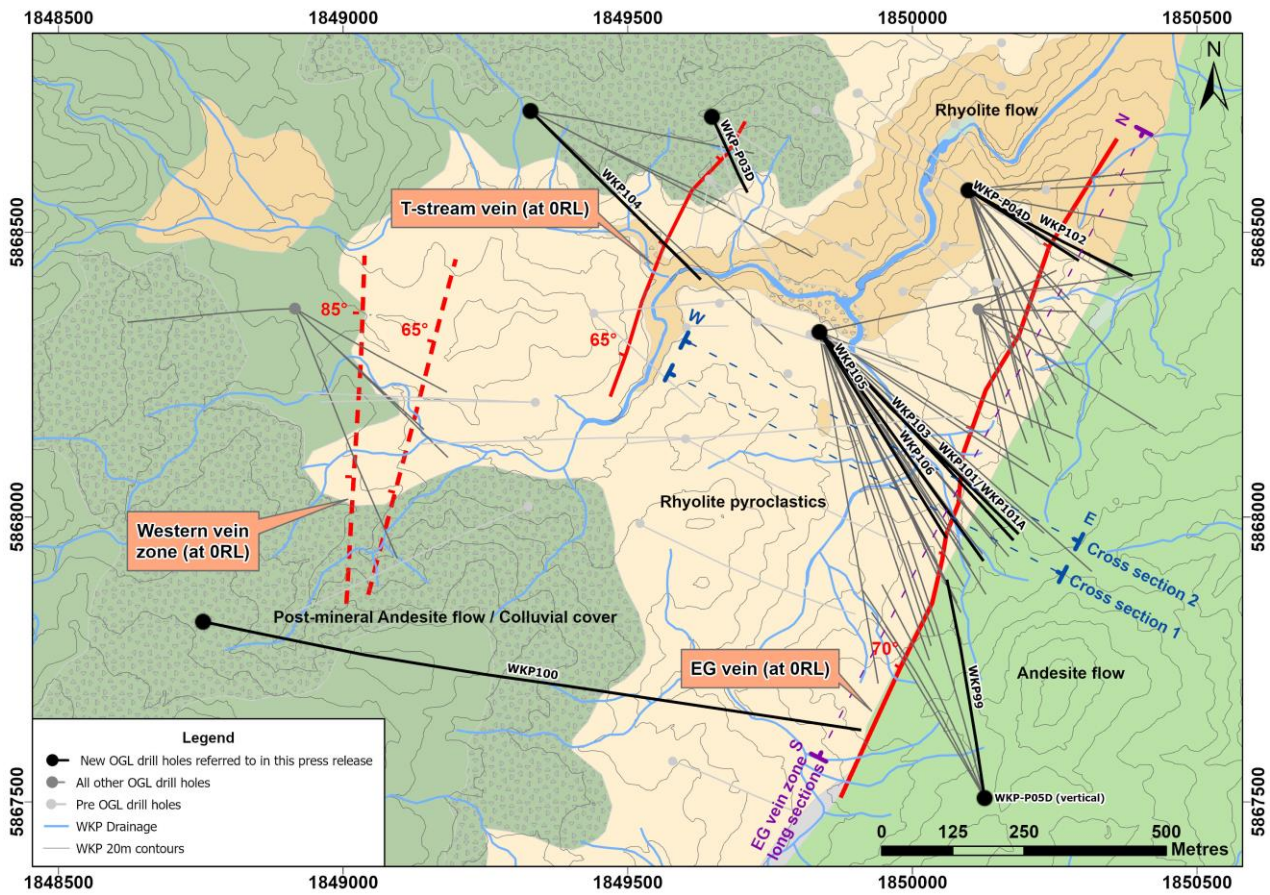 1848500
1849000
1849500
1850000
1850500
5868500
5868000
5867500
5868500
5868000
5867500
N
Rhyolite flow
N
WKP-P03D
WKP104
T-stream vein (at 0RL)
WKP-P04D
WKP102
85°
65°
65°
W
WKP105
WKP103
WKP101/WKP101A
WKP106
Rhyolite pyroclastics
Western vein
zone (at 0RL)
E
Cross section 2
Cross section 1
Post-mineral Andesite flow / Colluvial cover
WKP100
EG vein (at 0RL)
70°
Andesite flow
WKP99
S
EG vein zone
long sections
WKP-P05D (vertical)
Legend
New OGL drill holes referred to in this press release
All other OGL drill holes
Pre OGL drill holes
WKP Drainage
WKP 20m contours
0 125 250 500
Metres
1848500
1849000
1849500
1850000
1850500